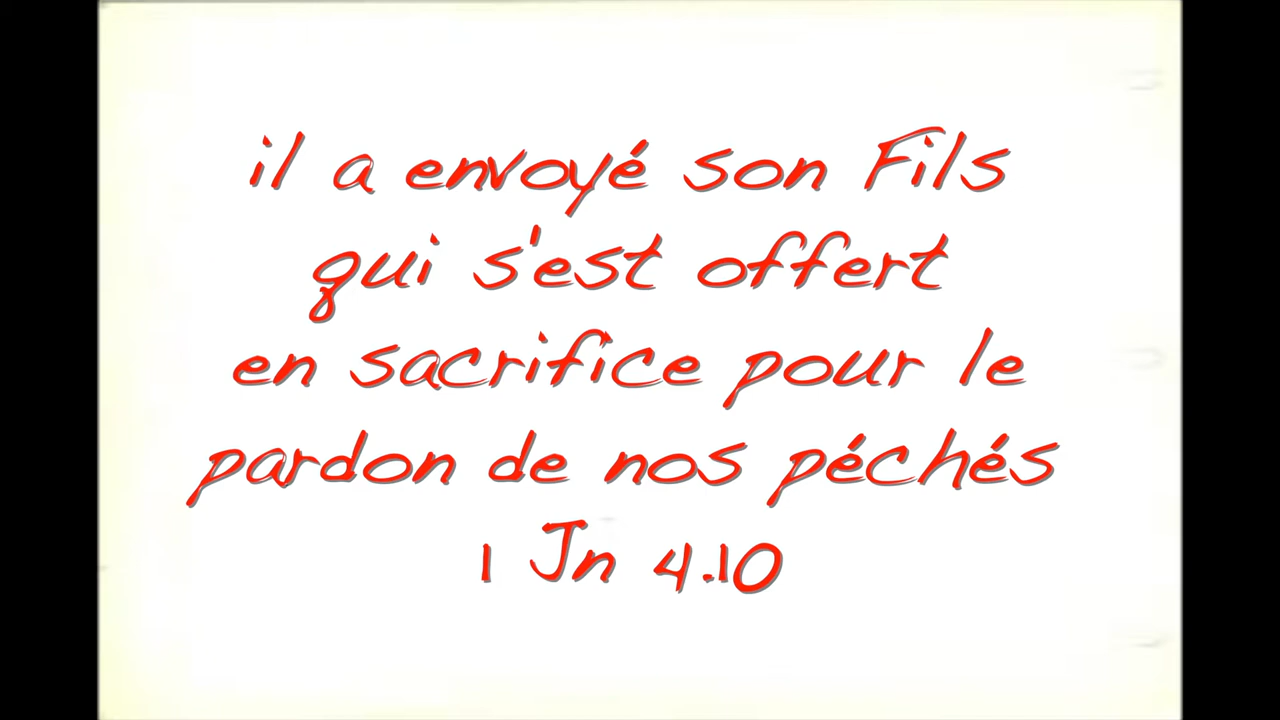 il a envoyé son Fils
qui s'est offert
en sacrifice pour le
pardon de nos péchés
1 Jn 4.10